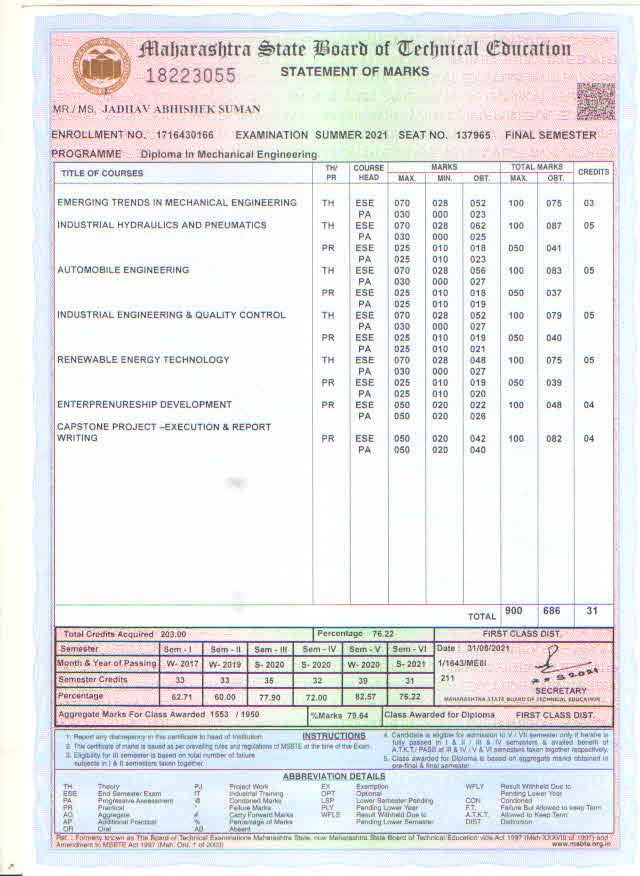 Maharashtra State Board of Technical Education
18223055
STATEMENT OF MARKS
MR./ MS. JADHAV ABHISHEK SUMAN
ENROLLMENT NO. 1716430166 EXAMINATION SUMMER 2021 SEAT NO. 137965 FINAL SEMESTER
PROGRAMME Diploma In Mechanical Engineering
TITLE OF COURSES TH/ PR COURSE HEAD MARKS MAX. MIN. OBT. TOTAL MARKS MAX. OBT. CREDITS
EMERGING TRENDS IN MECHANICAL ENGINEERING TH ESE 070 028 052 100 075 03
PA 030 000 023
INDUSTRIAL HYDRAULICS AND PNEUMATICS TH ESE 070 028 062 100 087 05
PA 030 000 025
PR ESE 025 010 018 050 041
PA 025 010 023
AUTOMOBILE ENGINEERING TH ESE 070 028 056 100 083 05
PA 030 000 027
PR ESE 025 010 018 050 037
PA 025 010 019
INDUSTRIAL ENGINEERING & QUALITY CONTROL TH ESE 070 028 052 100 079 05
PA 030 000 027
PR ESE 025 010 019 050 040
PA 025 010 021
RENEWABLE ENERGY TECHNOLOGY TH ESE 070 028 048 100 075 05
PA 030 000 027
PR ESE 025 010 019 050 039
PA 025 010 020
ENTERPRENURESHIP DEVELOPMENT PR ESE 050 020 022 100 048 04
PA 050 020 026
CAPSTONE PROJECT –EXECUTION & REPORT
WRITING PR ESE 050 020 042 100 082 04
PA 050 020 040
TOTAL 900 686 31
Total Credits Acquired 203.00 Percentage 76.22 FIRST CLASS DIST.
Semester Sem - I Sem - II Sem - III Sem - IV Sem - V Sem - VI Date : 31/08/2021
Month & Year of Passing W- 2017 W- 2019 S- 2020 S- 2020 W- 2020 S- 2021 1/1643/ME6I
Semester Credits 33 33 35 32 39 31 211
SECRETARY
Percentage 62.71 60.00 77.90 72.00 82.57 76.22 MAHARASHTRA STATE BOARD OF TECHNICAL EDUCATION
Aggregate Marks For Class Awarded 1553 / 1950 %Marks 79.64 Class Awarded for Diploma FIRST CLASS DIST.
INSTRUCTIONS
1. Report any discrepancy in this certificate to head of Institution
2. This certificate of marks is issued as per prevailing rules and regulations of MSBTE at the time of the Exam.
3. Eligibility for III semester is based on total number of failure
subjects in I & II semesters taken together.
4. Candidate is eligible for admission to V / VI semester only if he/she is
fully passed in I & II / III & IV semesters & availed benefit of
A.T.K.T./ PASS at III & IV / V & VI semesters taken together respectively.
5. Class awarded for Diploma is based on aggregate marks obtained in
pre-final & final semester.
ABBREVIATION DETAILS
TH Theory PJ Project Work EX Exemption WFLY Result Withheld Due to
ESE End Semester Exam IT Industrial Training OPT Optional Pending Lower Year
PA Progressive Assessment Condoned Marks LSP Lower Semester Pending CON Condoned
PR Practical * Failure Marks PLY Pending Lower Year F.T. Failure But Allowed to Keep Term
AG Aggregate # Carry Forward Marks WFLS Result Withheld Due to A.T.K.T. Allowed to Keep Term
AP Additional Practical % Percentage of Marks Pending Lower Semester DIST Distinction
OR Oral AB Absent
Ref. : Formerly known as The Board of Technical Examinations Maharashtra State, now Maharashtra State Board of Technical Education vide Act 1997 (Mah XXXVIII of 1997) and
Amendment to MSBTE Act 1997 (Mah. Ord. 1 of 2003) www.msbte.org.in